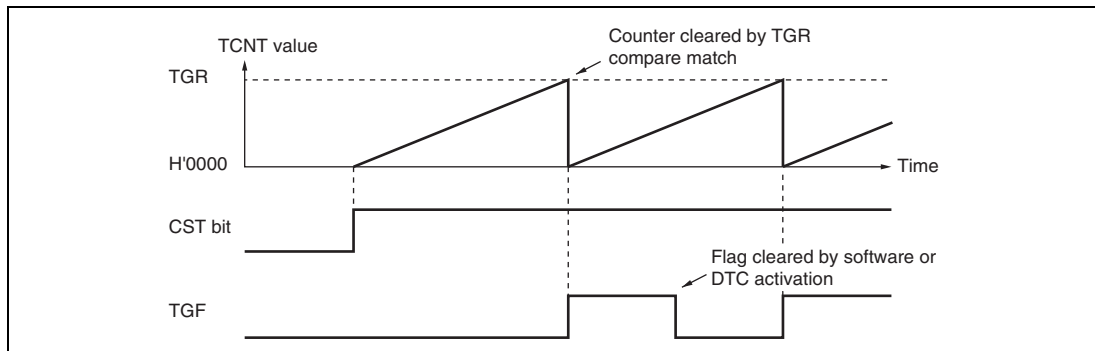 Counter cleared by TGR
compare match
TCNT value
TGR
H'0000
Time
CST bit
Flag cleared by software or
DTC activation
TGF